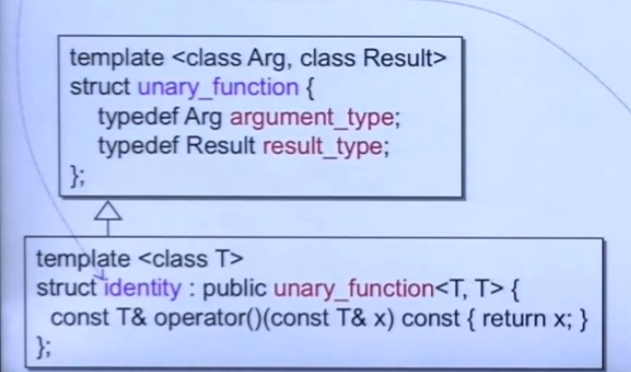 template <class Arg, class Result>
struct unary_function {
typedef Arg argument_type;
typedef Result result_type;
};
template <class T>
struct identity : public unary_function<T, T> {
const T& operator()(const T& x) const { return x; }
};